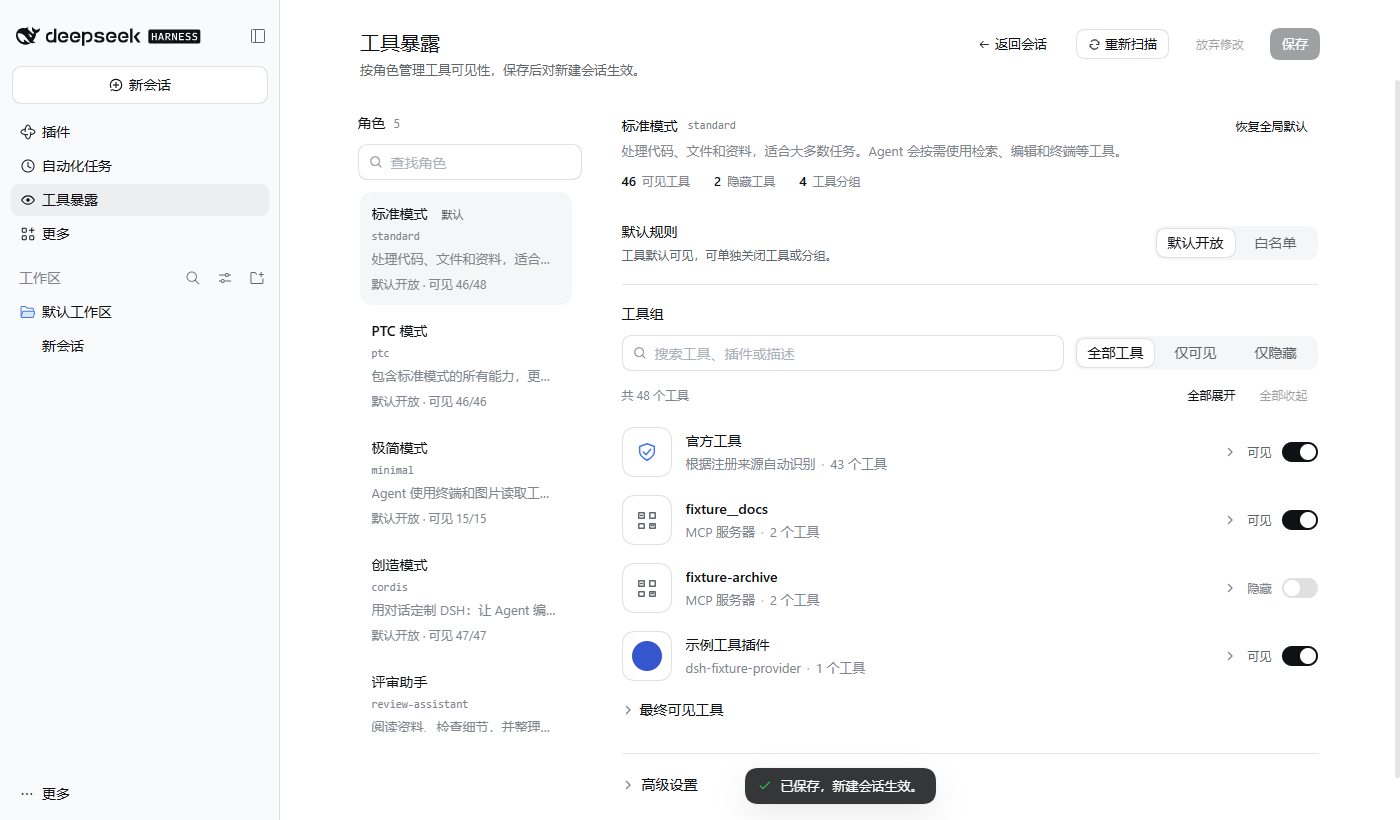 deepseek HARNESS
新会话
插件
自动化任务
工具暴露
更多
工作区
默认工作区
新会话
更多
工具暴露
按角色管理工具可见性，保存后对新建会话生效。
返回会话
重新扫描
放弃修改
保存
角色 5
查找角色
标准模式 默认
standard
处理代码、文件和资料，适合...
默认开放 · 可见 46/48
PTC 模式
ptc
包含标准模式的所有能力，更...
默认开放 · 可见 46/46
极简模式
minimal
Agent 使用终端和图片读取工...
默认开放 · 可见 15/15
创造模式
cordis
用对话定制 DSH：让 Agent 编...
默认开放 · 可见 47/47
评审助手
review-assistant
阅读资料、检查细节，并整理...
标准模式 standard
恢复全局默认
处理代码、文件和资料，适合大多数任务。Agent 会按需使用检索、编辑和终端等工具。
46 可见工具 2 隐藏工具 4 工具分组
默认规则
工具默认可见，可单独关闭工具或分组。
默认开放 白名单
工具组
搜索工具、插件或描述
全部工具 仅可见 仅隐藏
共 48 个工具
全部展开 全部收起
官方工具
根据注册来源自动识别 · 43 个工具
可见
fixture__docs
MCP 服务器 · 2 个工具
可见
fixture-archive
MCP 服务器 · 2 个工具
隐藏
示例工具插件
dsh-fixture-provider · 1 个工具
可见
最终可见工具
高级设置
已保存，新建会话生效。